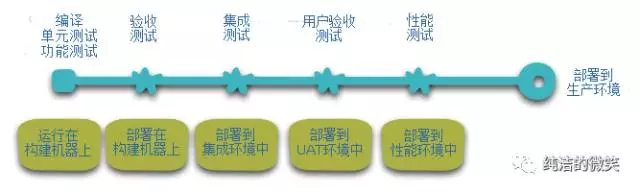 编译
单元测试
功能测试
验收
测试
集成
测试
用户验收
测试
性能
测试
部署到
生产环境
运行在
构建机器上
部署在
构建机器上
部署到
集成环境中
部署到
UAT环境中
部署到
性能环境中
纯洁的微笑